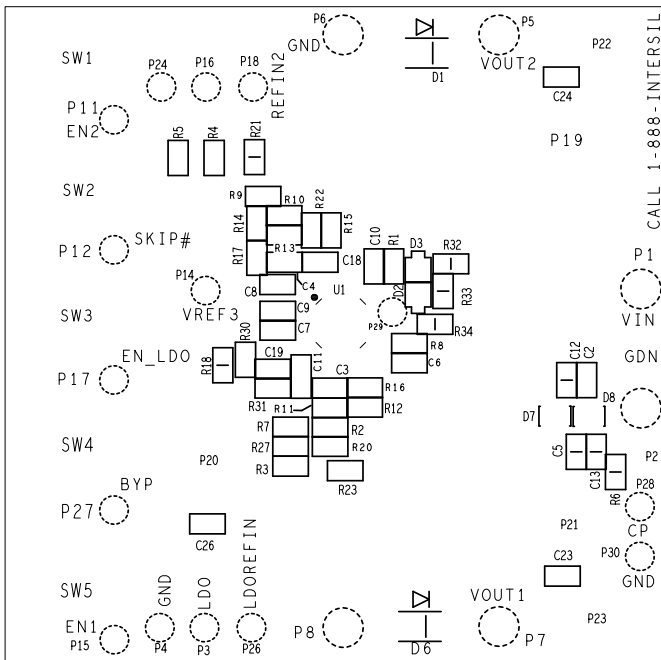 P6
GND
D1
P5
VOUT2
P22
C24
P19
CALL 1-888-INTERSIL
SW1
P24
P16
P18
REFIN2
P11
EN2
R5
R4
R21
SW2
R9
R10
R22
R15
R14
R13
R17
C18
C10
R1
D3
R32
P12
SKIP#
P14
VREF3
C8
C4
U1
C9
C7
D2
R33
P29
R34
R8
C6
P1
VIN
SW3
R30
EN_LDO
R18
C19
C11
C3
R16
R31
R11
R12
P17
GDN
C12
C2
D7
D8
R7
R2
R27
R20
R3
R23
SW4
P20
C5
C13
R6
P2
P28
BYP
P27
C26
P21
CP
P30
GND
C23
SW5
EN1
P15
GND
P4
LDO
P3
LDOREFIN
P26
P8
D6
VOUT1
P7
P23